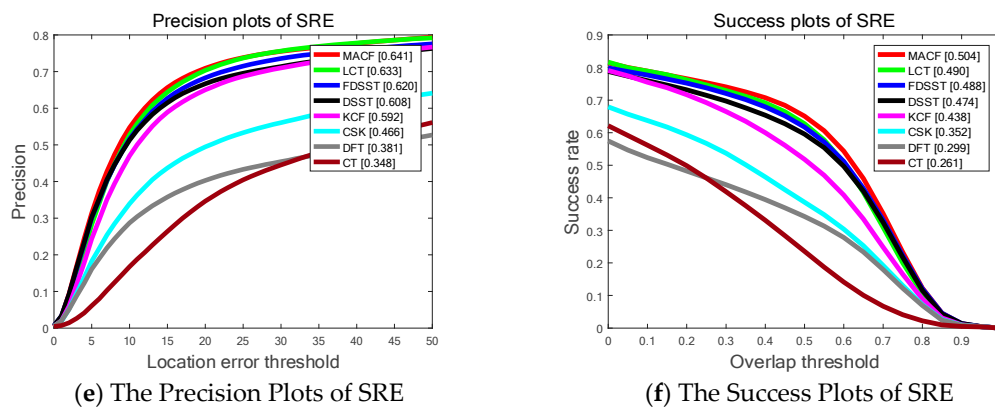 Precision plots of SRE
0.8
0.7
0.6
0.5
0.4
0.3
0.2
0.1
0
Precision
MACF [0.641]
LCT [0.633]
FDSST [0.620]
DSST [0.608]
KCF [0.592]
CSK [0.466]
DFT [0.381]
CT [0.348]
0 5 10 15 20 25 30 35 40 45 50
Location error threshold
(e) The Precision Plots of SRE
Success plots of SRE
1
0.9
0.8
0.7
0.6
0.5
0.4
0.3
0.2
0.1
0
Success rate
MACF [0.504]
LCT [0.490]
FDSST [0.488]
DSST [0.474]
KCF [0.438]
CSK [0.352]
DFT [0.299]
CT [0.261]
0 0.1 0.2 0.3 0.4 0.5 0.6 0.7 0.8 0.9
Overlap threshold
(f) The Success Plots of SRE